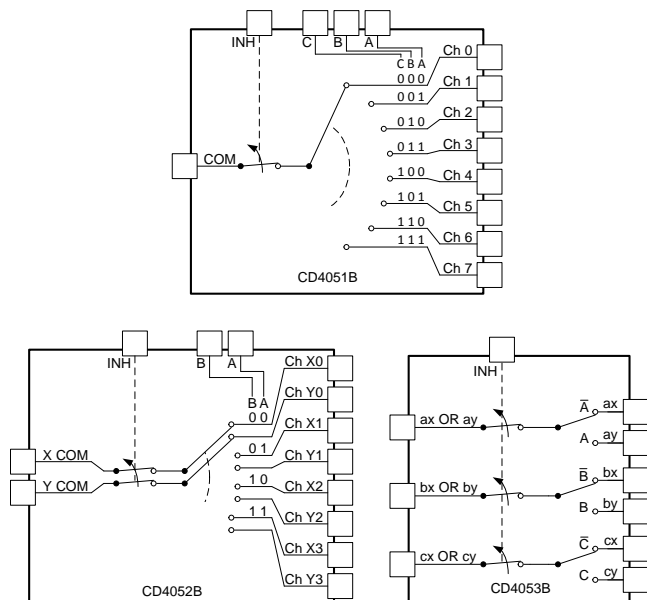 INH
C
B
A
C B A
0 0 0
Ch 0
0 0 1
Ch 1
0 1 0
Ch 2
0 1 1
Ch 3
COM
1 0 0
Ch 4
1 0 1
Ch 5
1 1 0
Ch 6
1 1 1
Ch 7
CD4051B
INH
B
A
B A
Ch X0
0 0
Ch Y0
0 1
Ch X1
Ch Y1
X COM
Y COM
1 0
Ch X2
Ch Y2
1 1
Ch X3
Ch Y3
CD4052B
INH
A̅
ax
ax OR ay
A
ay
B̅
bx
bx OR by
B
by
C̅
cx
cx OR cy
C
cy
CD4053B